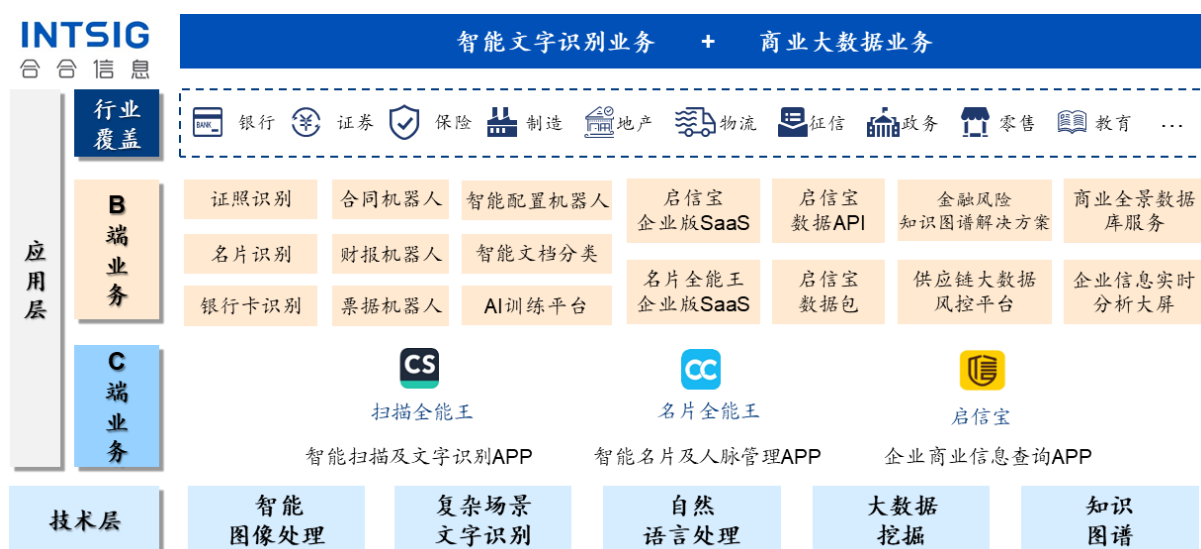 INTSIG
合合信息
智能文字识别业务 + 商业大数据业务
应用层
行业
覆盖
BANK_
银行
证券
保险
制造
地产
物流
征信
政务
零售
教育
...
B端业务
证照识别
合同机器人
智能配置机器人
启信宝
企业版SaaS
启信宝
数据API
金融风险
知识图谱解决方案
商业全景数据
库服务
名片识别
财报机器人
智能文档分类
银行卡识别
票据机器人
AI训练平台
名片全能王
企业版SaaS
启信宝
数据包
供应链大数据
风控平台
企业信息实时
分析大屏
C端业务
CS
扫描全能王
智能扫描及文字识别APP
CC
名片全能王
智能名片及人脉管理APP
信
启信宝
企业商业信息查询APP
技术层
智能
图像处理
复杂场景
文字识别
自然
语言处理
大数据
挖掘
知识
图谱